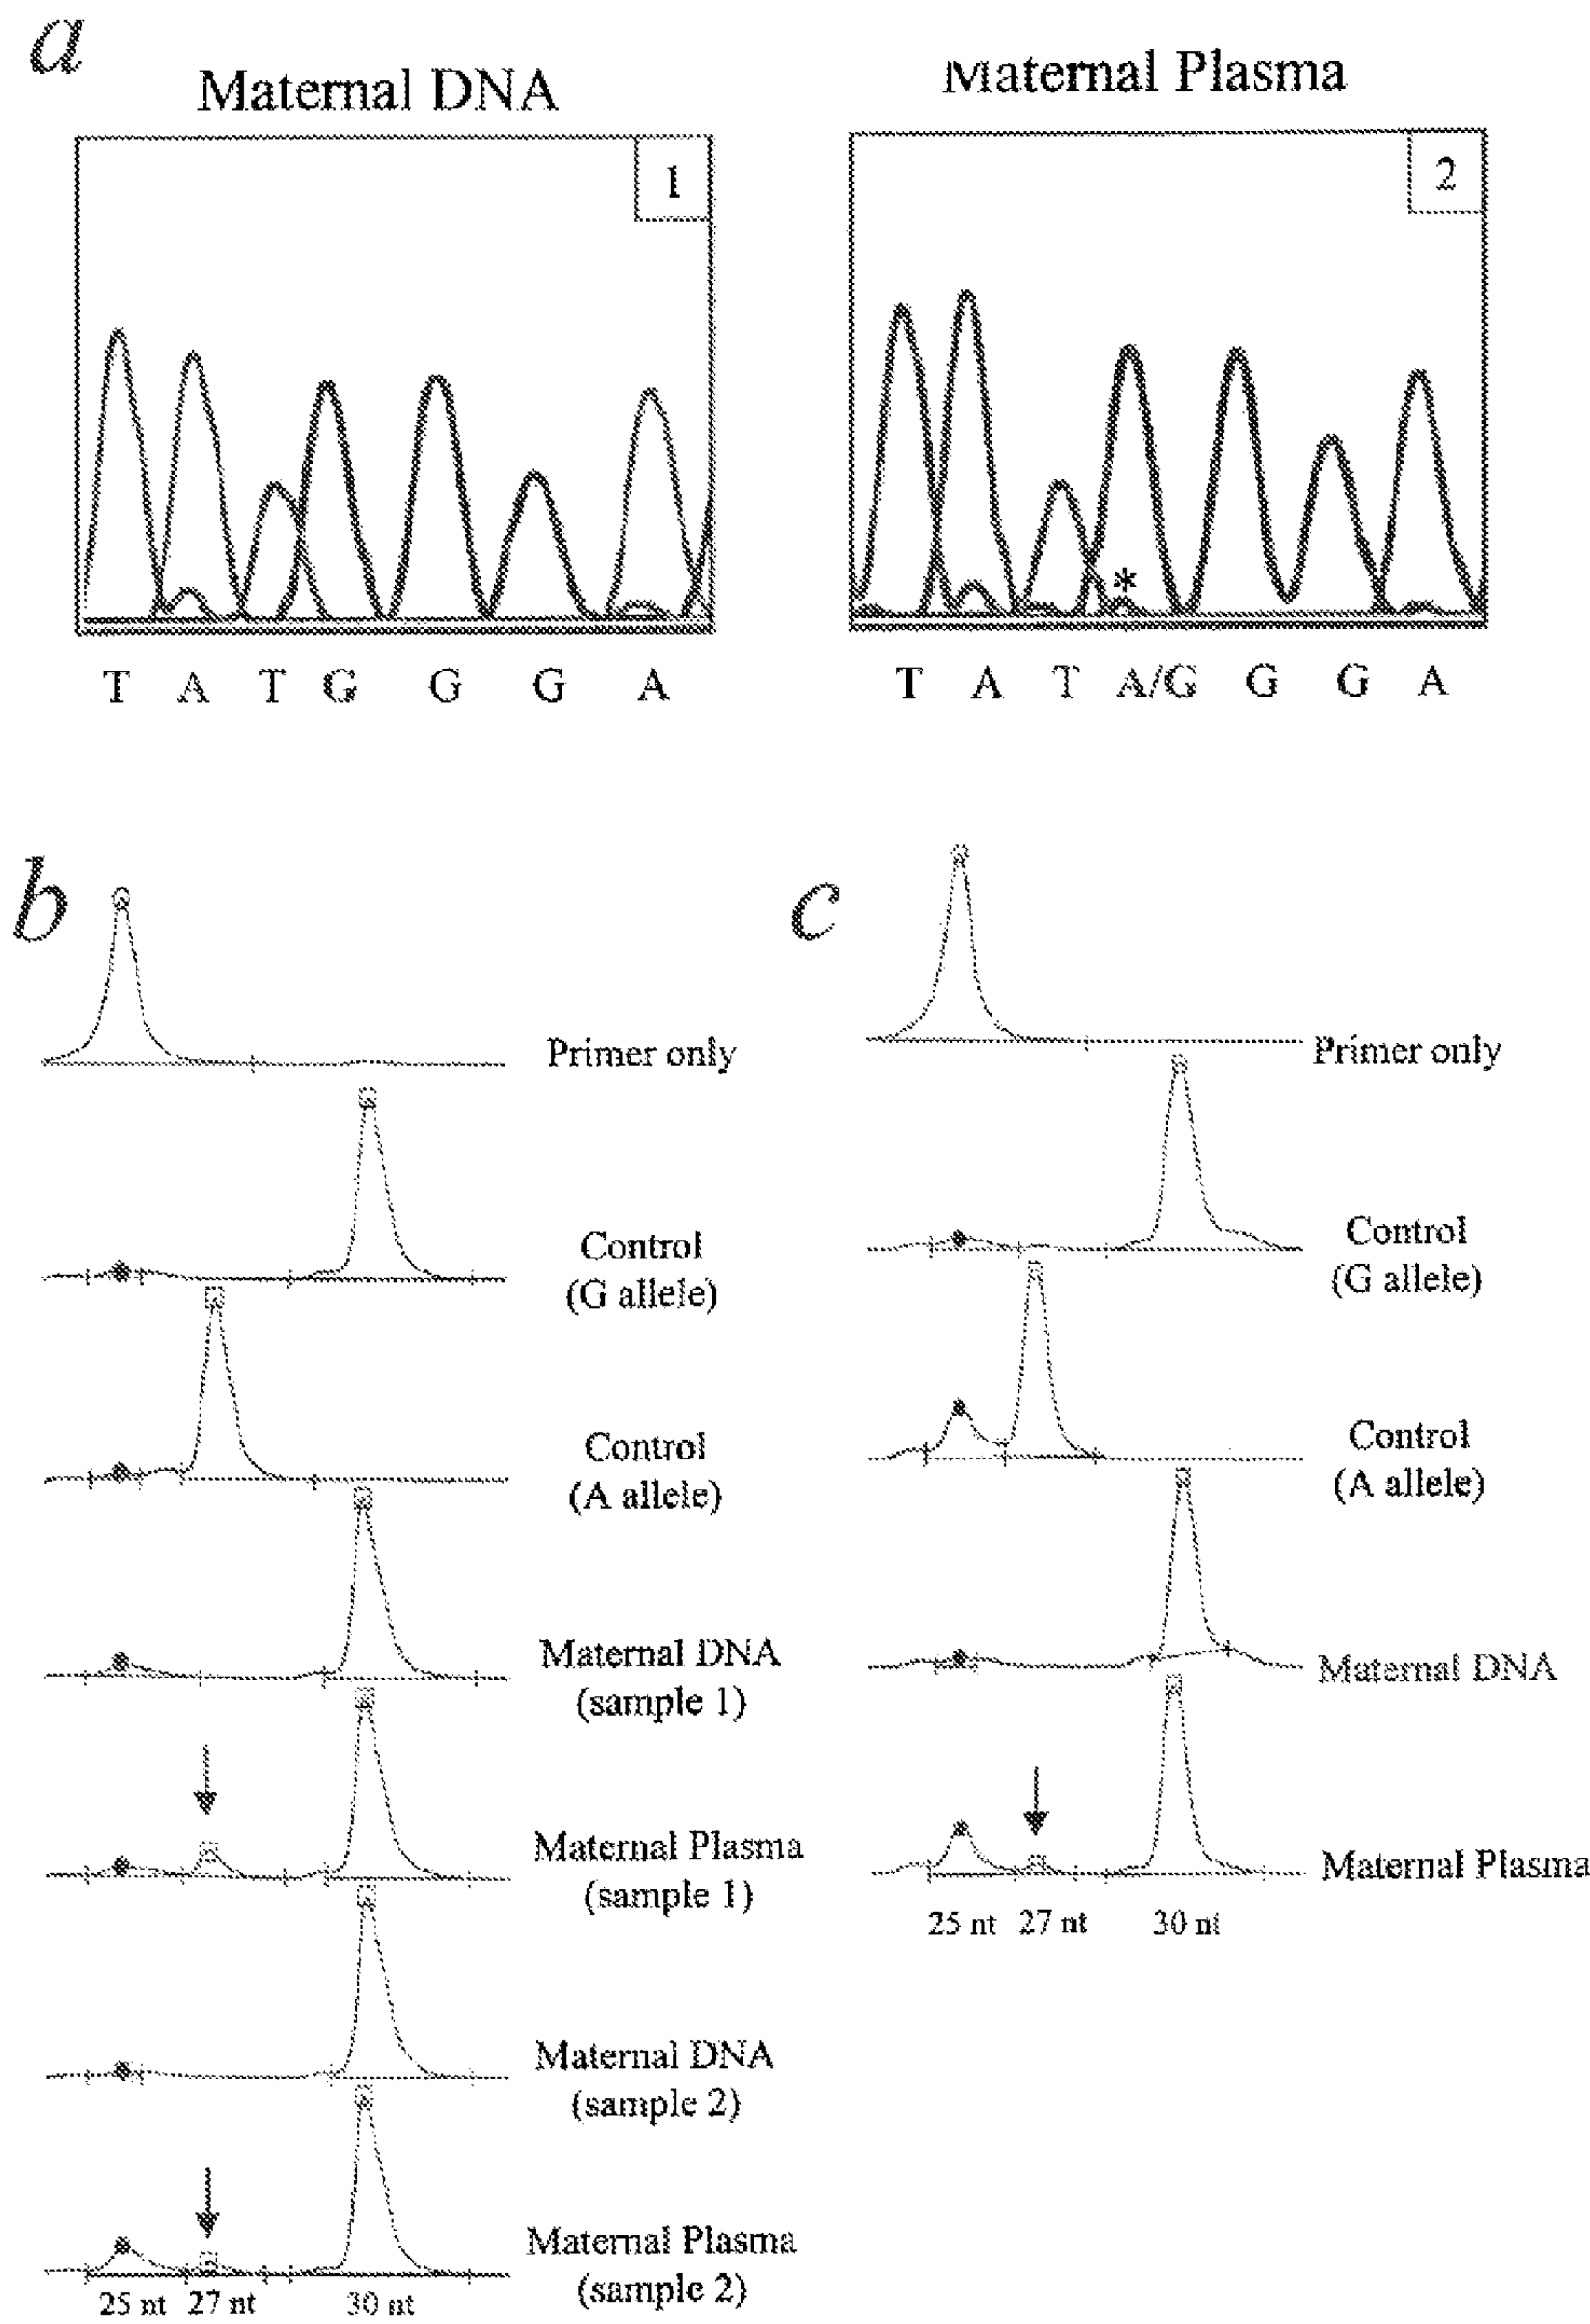 a
Maternal DNA
Maternal Plasma
1
2
T A T G G G A
T A T A/G G G A
*
b
Primer only
Control
(G allele)
Control
(A allele)
Maternal DNA
(sample 1)
Maternal Plasma
(sample 1)
Maternal DNA
(sample 2)
Maternal Plasma
(sample 2)
25 nt 27 nt 30 nt
c
Primer only
Control
(G allele)
Control
(A allele)
Maternal DNA
Maternal Plasma
25 nt 27 nt 30 nt